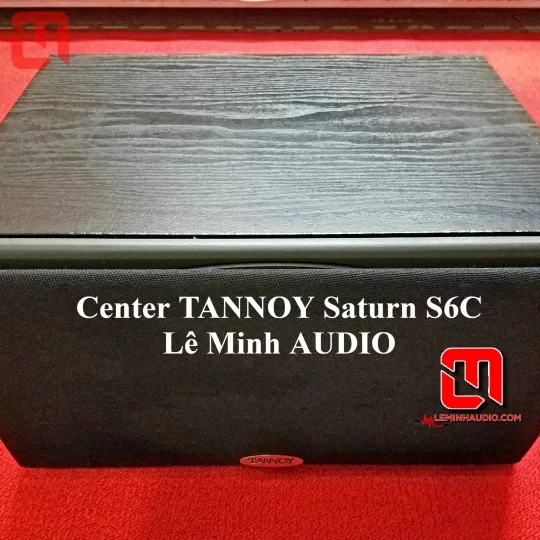 Center TANNOY Saturn S6C
Lê Minh AUDIO
LEMINHAUDIO.COM
TANNOY